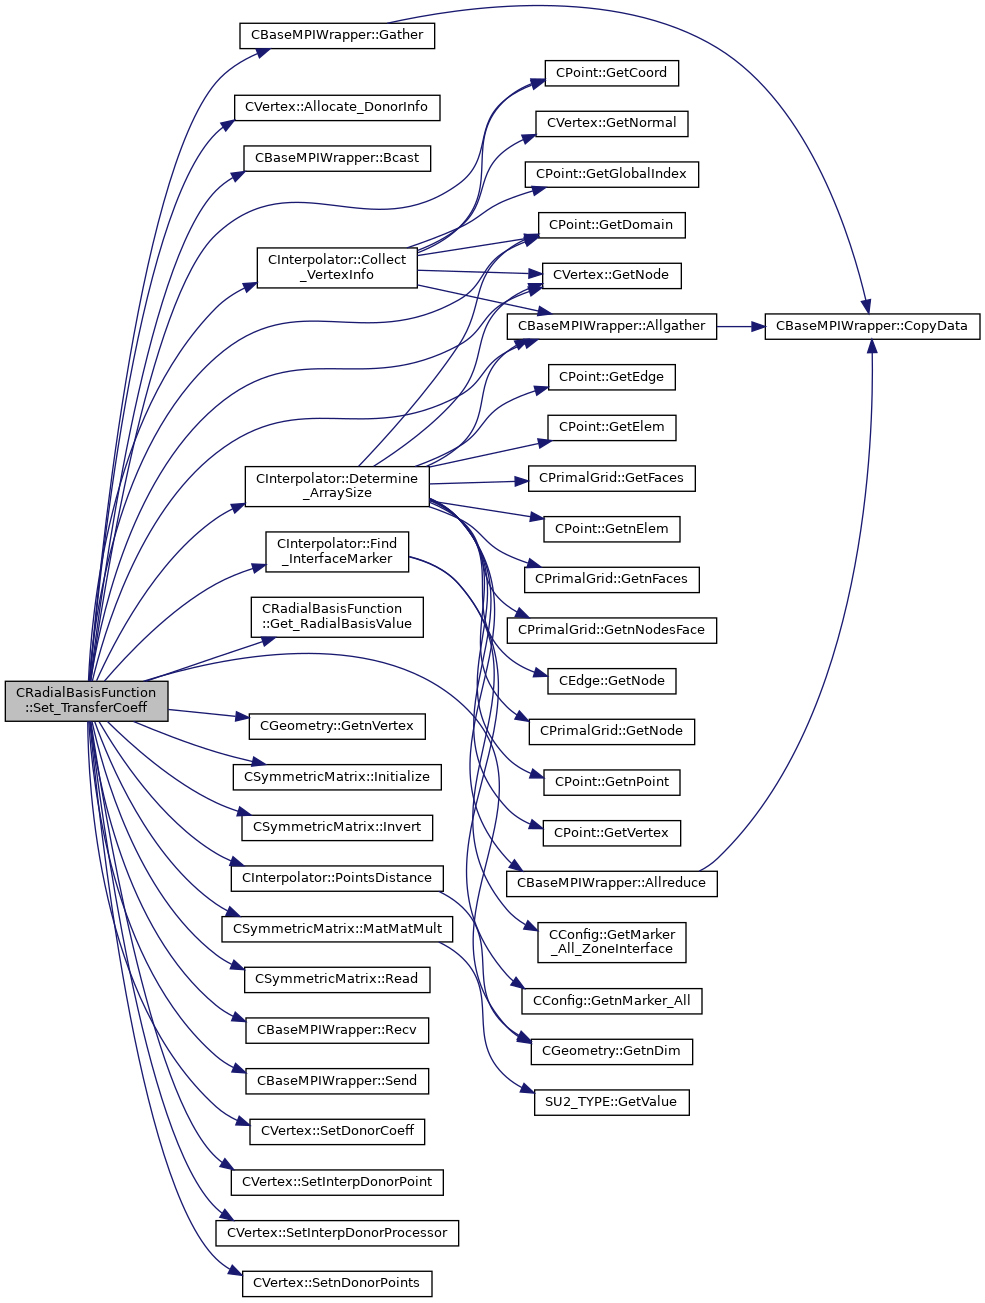 CRadialBasisFunction
::Set_TransferCoeff
CBaseMPIWrapper::Gather
CVertex::Allocate_DonorInfo
CBaseMPIWrapper::Bcast
CInterpolator::Collect
_VertexInfo
CInterpolator::Determine
_ArraySize
CInterpolator::Find
_InterfaceMarker
CRadialBasisFunction
::Get_RadialBasisValue
CGeometry::GetnVertex
CSymmetricMatrix::Initialize
CSymmetricMatrix::Invert
CInterpolator::PointsDistance
CSymmetricMatrix::MatMatMult
CSymmetricMatrix::Read
CBaseMPIWrapper::Recv
CBaseMPIWrapper::Send
CVertex::SetDonorCoeff
CVertex::SetInterpDonorPoint
CVertex::SetInterpDonorProcessor
CVertex::SetnDonorPoints
CPoint::GetCoord
CVertex::GetNormal
CPoint::GetGlobalIndex
CPoint::GetDomain
CVertex::GetNode
CBaseMPIWrapper::Allgather
CPoint::GetEdge
CPoint::GetElem
CPrimalGrid::GetFaces
CPoint::GetnElem
CPrimalGrid::GetnFaces
CPrimalGrid::GetnNodesFace
CEdge::GetNode
CPrimalGrid::GetNode
CPoint::GetnPoint
CPoint::GetVertex
CBaseMPIWrapper::Allreduce
CConfig::GetMarker
_All_ZoneInterface
CConfig::GetnMarker_All
CGeometry::GetnDim
SU2_TYPE::GetValue
CBaseMPIWrapper::CopyData